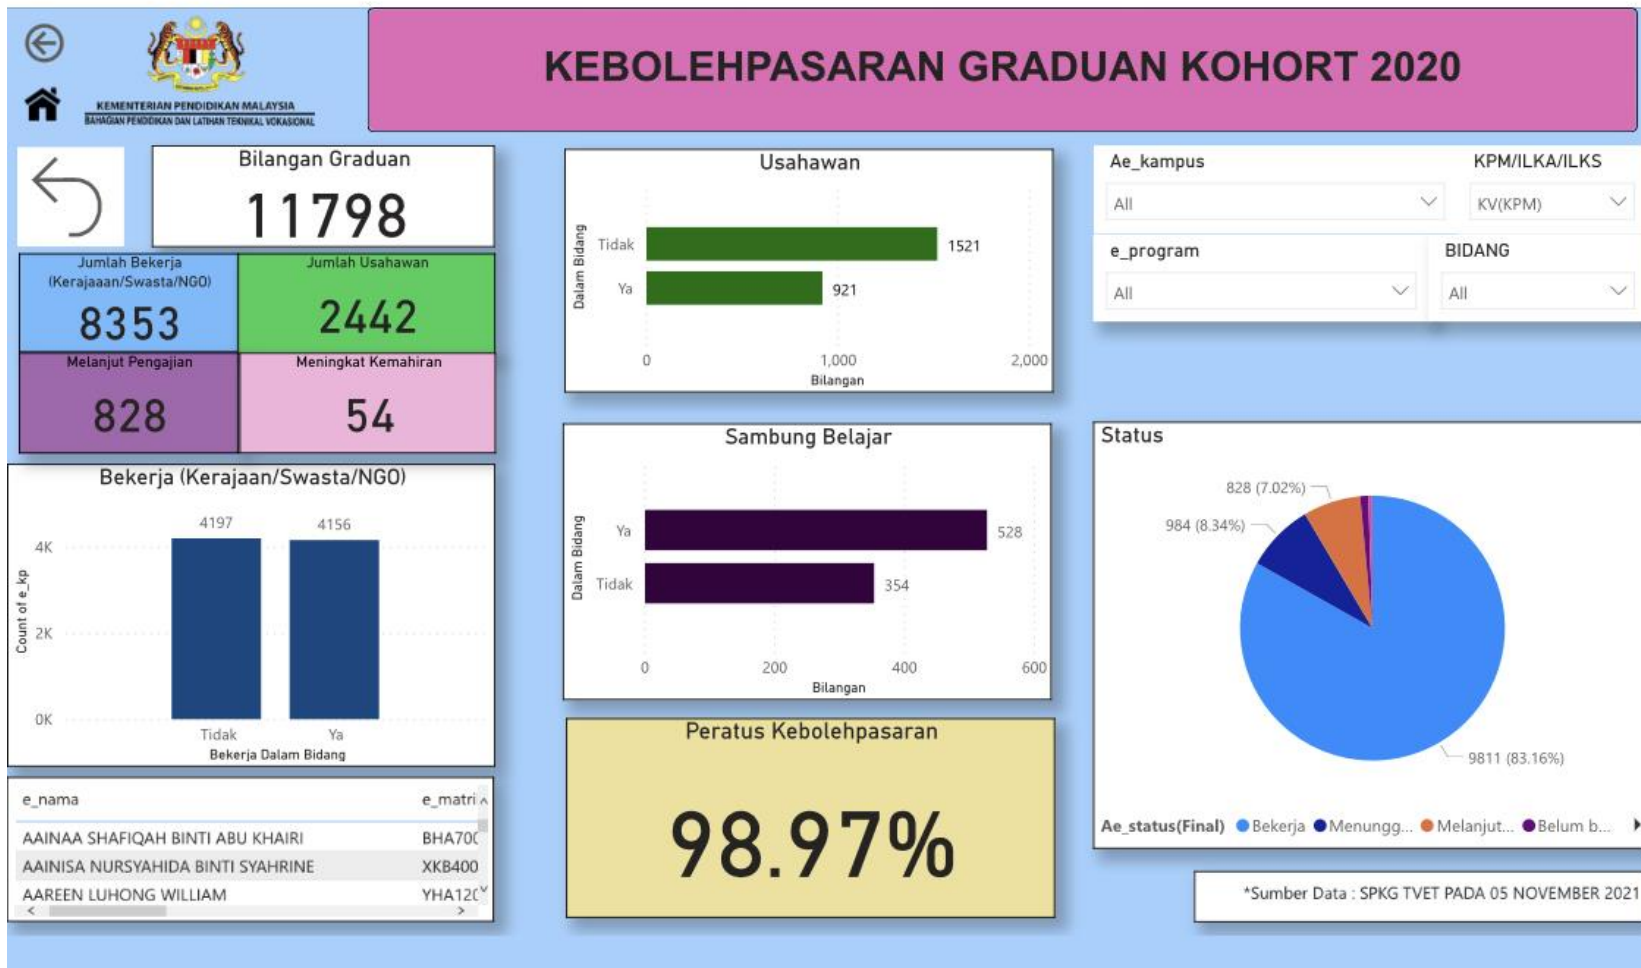 KEMENTERIAN PENDIDIKAN MALAYSIA
BAHAGIAN PENDIDIKAN DAN LATIHAN TEKNIKAL VOKASIONAL
KEBOLEHPASARAN GRADUAN KOHORT 2020
Bilangan Graduan
11798
Jumlah Bekerja
(Kerajaaan/Swasta/NGO)
8353
Jumlah Usahawan
2442
Melanjut Pengajian
828
Meningkat Kemahiran
54
Bekerja (Kerajaan/Swasta/NGO)
Count of e_kp
4K
2K
0K
4197
4156
Tidak
Ya
Bekerja Dalam Bidang
e_nama e_matri
AAINAA SHAFIQAH BINTI ABU KHAIRI BHA700
AAINISA NURSYAHIDA BINTI SYAHRINE XKB400
AAREEN LUHONG WILLIAM YHA120
Usahawan
Dalam Bidang
Tidak 1521
Ya 921
0 1,000 2,000
Bilangan
Sambung Belajar
Dalam Bidang
Ya 528
Tidak 354
0 200 400 600
Bilangan
Peratus Kebolehpasaran
98.97%
Ae_kampus
All
KPM/ILKA/ILKS
KV(KPM)
e_program
All
BIDANG
All
Status
828 (7.02%)
984 (8.34%)
9811 (83.16%)
Ae_status(Final) Bekerja Menungg... Melanjut... Belum b...
*Sumber Data : SPKG TVET PADA 05 NOVEMBER 2021